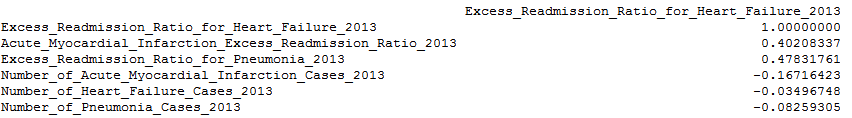 Excess_Readmission_Ratio_for_Heart_Failure_2013
Excess_Readmission_Ratio_for_Heart_Failure_2013 1.00000000
Acute_Myocardial_Infarction_Excess_Readmission_Ratio_2013 0.40208337
Excess_Readmission_Ratio_for_Pneumonia_2013 0.47831761
Number_of_Acute_Myocardial_Infarction_Cases_2013 -0.16716423
Number_of_Heart_Failure_Cases_2013 -0.03496748
Number_of_Pneumonia_Cases_2013 -0.08259305